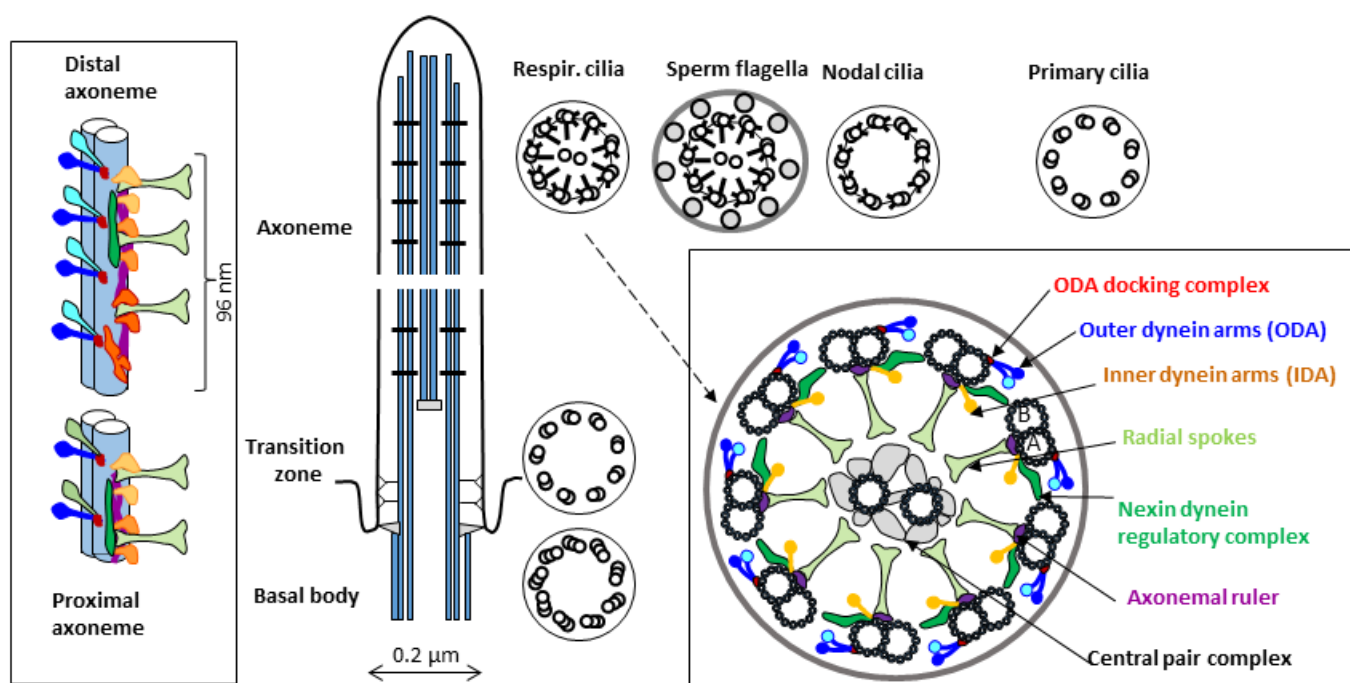 Distal
axoneme
96 nm
Proximal
axoneme
Axoneme
Transition
zone
Basal body
0.2 µm
Respir. cilia
Sperm flagella
Nodal cilia
Primary cilia
ODA docking complex
Outer dynein arms (ODA)
Inner dynein arms (IDA)
B
A
Radial spokes
Nexin dynein
regulatory complex
Axonemal ruler
Central pair complex